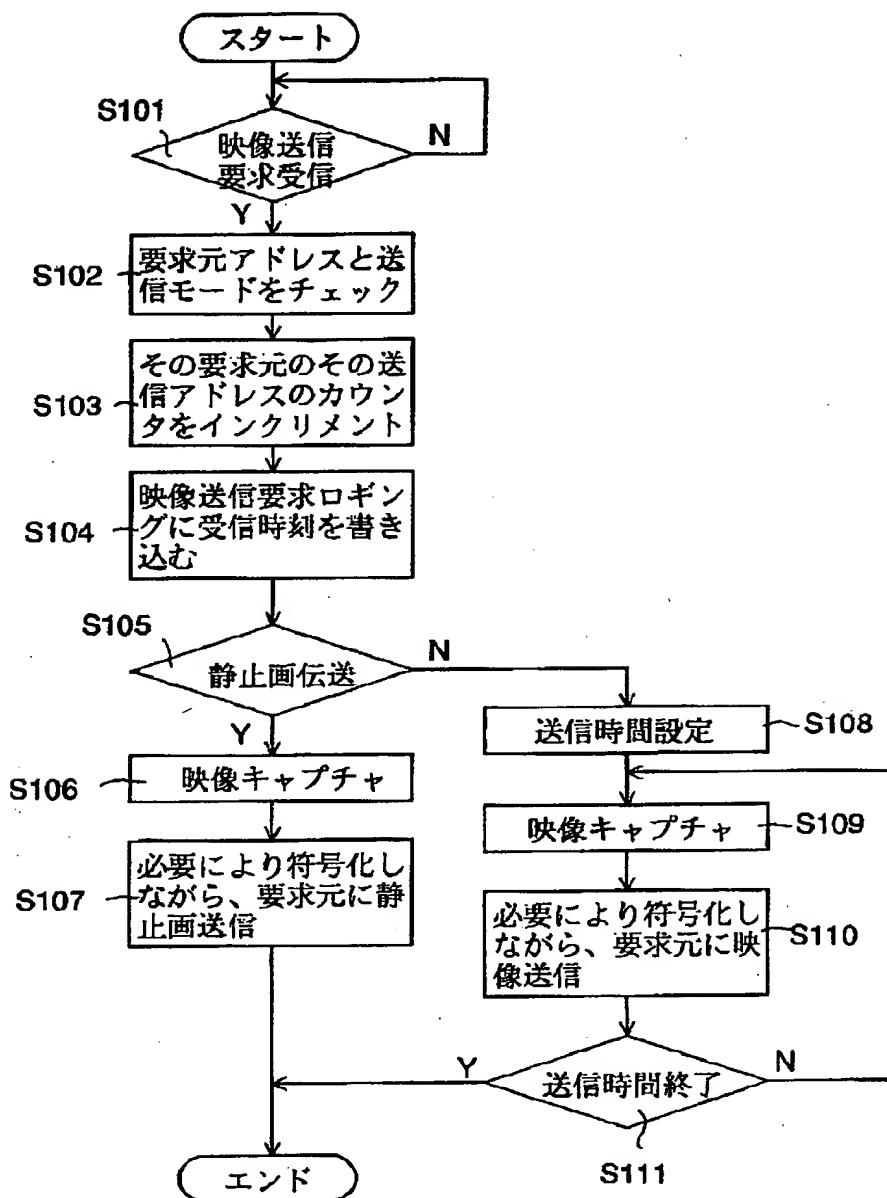 スタート
S101
映像送信
要求受信
N
Y
S102
要求元アドレスと送
信モードをチェック
S103
その要求元のその送
信アドレスのカウン
タをインクリメント
S104
映像送信要求ロギン
グに受信時刻を書き
込む
S105
静止画伝送
N
Y
S106
映像キャプチャ
S107
必要により符号化し
ながら、要求元に静
止画送信
送信時間設定
S108
映像キャプチャ
S109
必要により符号化し
ながら、要求元に映
像送信
S110
送信時間終了
Y
N
S111
エンド